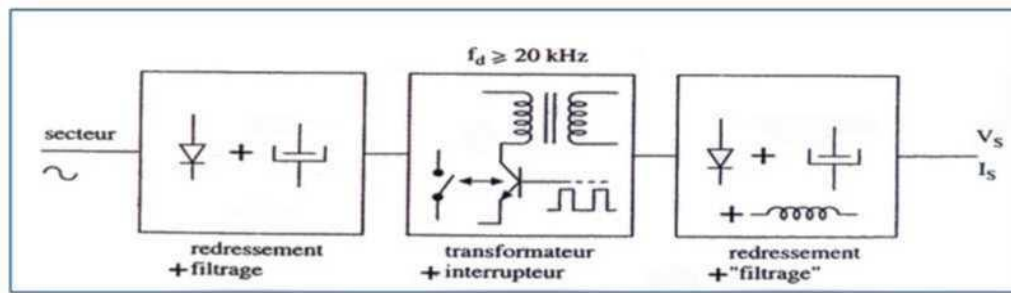 f_d ≥ 20 kHz
secteur
V_S
I_S
redressement
+ filtrage
transformateur
+ interrupteur
redressement
+ "filtrage"